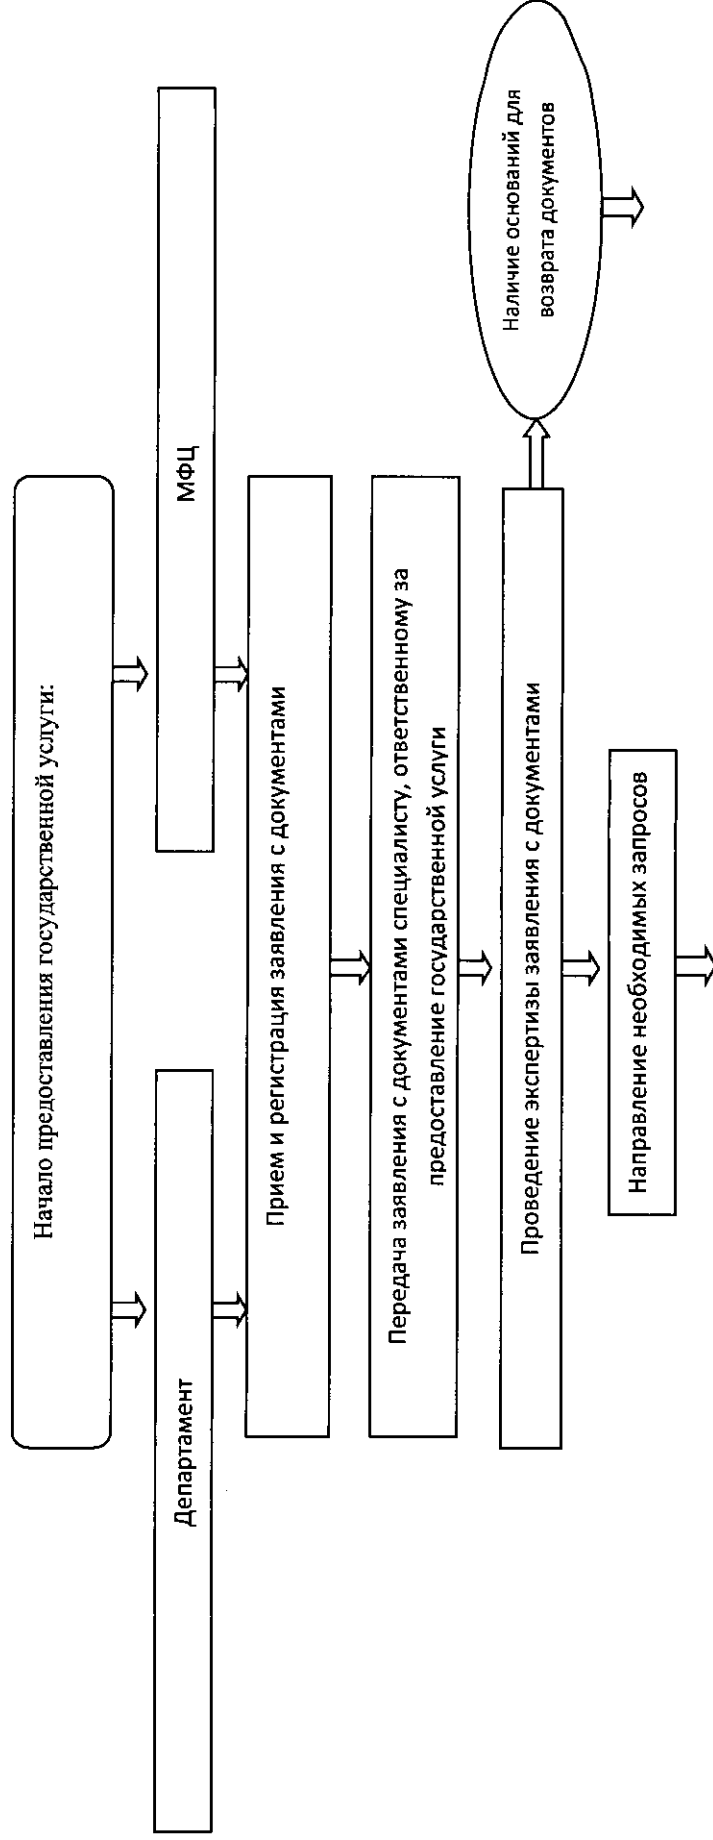 Начало предоставления государственной услуги:
Департамент
МФЦ
Прием и регистрация заявления с документами
Передача заявления с документами специалисту, ответственному за
предоставление государственной услуги
Проведение экспертизы заявления с документами
Наличие оснований для
возврата документов
Направление необходимых запросов